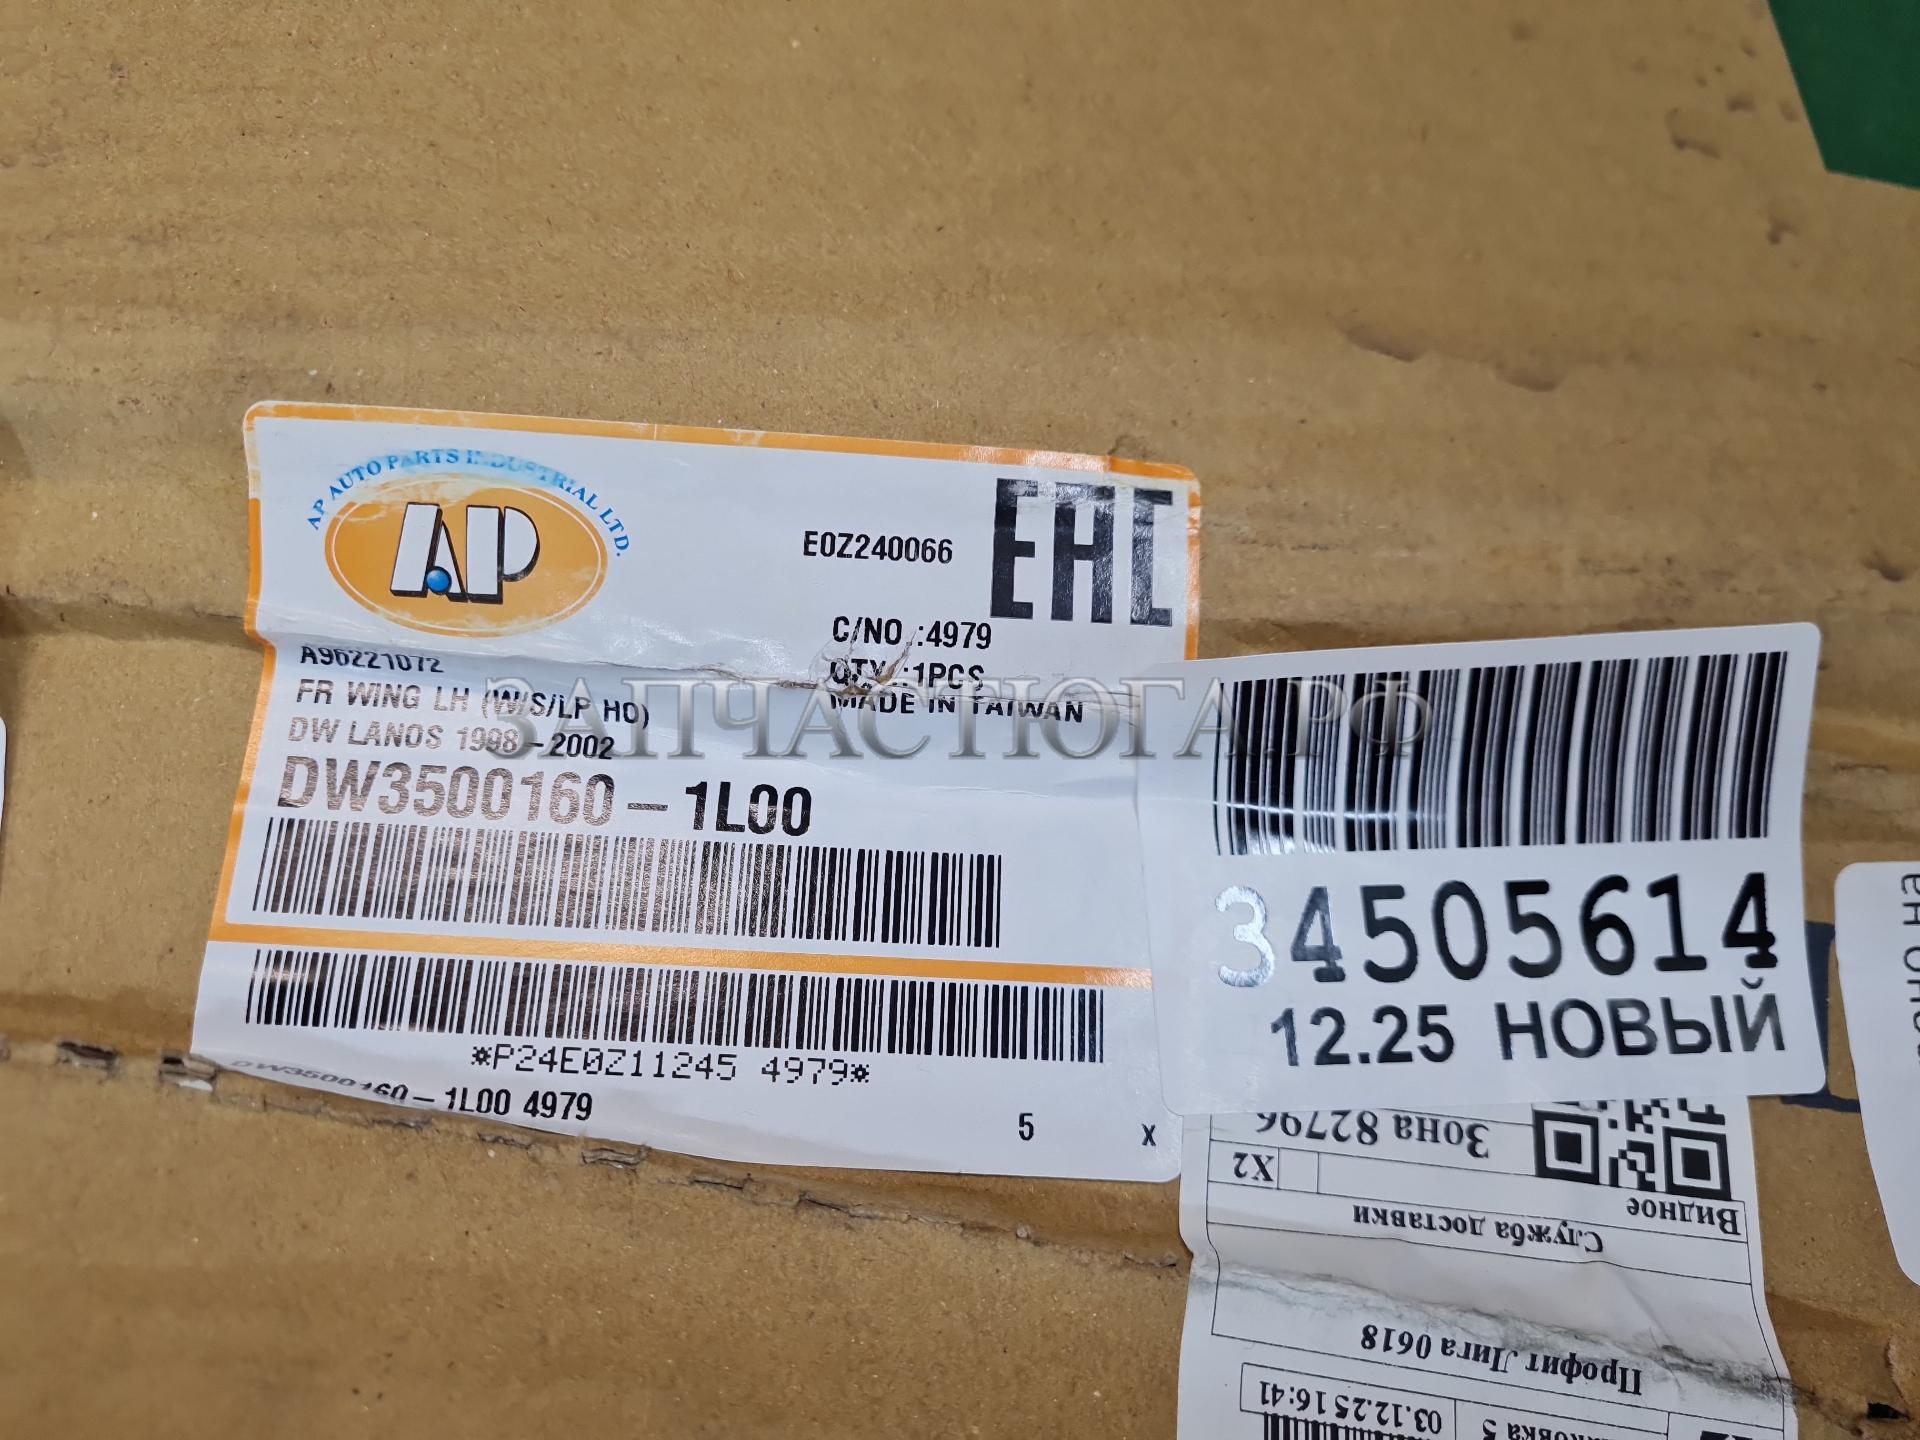 AP AUTO PARTS INDUSTRIAL LTD.
AP
E0Z240066
EAC
C/NO.:4979
QTY.:1PCS
MADE IN TAIWAN
A96221072
FR WING LH (W/S/LP HO)
DW LANOS 1998-2002
DW3500160-1L00
*P24E0Z11245 4979*
DW3500160-1L00 4979
5
X
ЗАПЧАСТЮГА.РФ
34505614
12.25 НОВЫЙ
Зона 82796
X2
Видное
Служба доставки
Профит Лига 0618
03.12.25 16:41